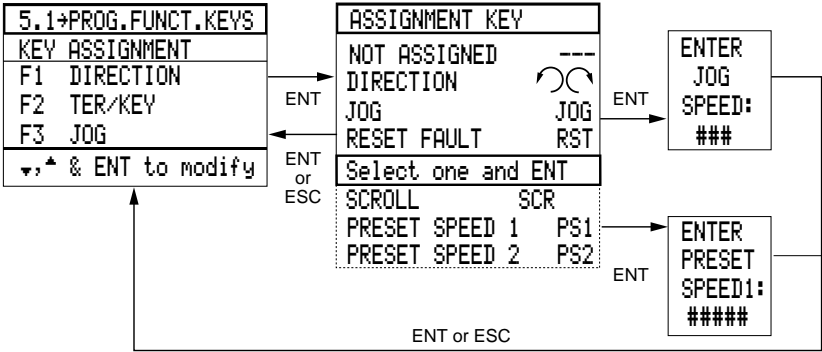 5.1→PROG.FUNCT.KEYS
KEY ASSIGNMENT
F1 DIRECTION
F2 TER/KEY
F3 JOG
▼,▲ & ENT to modify
ENT
ENT
or
ESC
ASSIGNMENT KEY
NOT ASSIGNED ---
DIRECTION ↶↷
JOG JOG
RESET FAULT RST
Select one and ENT
SCROLL SCR
PRESET SPEED 1 PS1
PRESET SPEED 2 PS2
ENT
ENTER
JOG
SPEED:
###
ENT
ENTER
PRESET
SPEED1:
#####
ENT or ESC